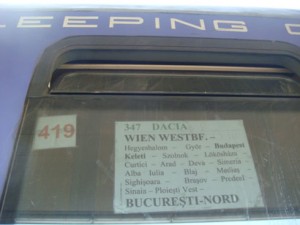 LEEPING C
419
347 DACIA
WIEN WESTBF. –
Hegyeshalom – Győr – Budapest
Keleti – Szolnok – Lökösháza –
Curtici – Arad – Deva – Simeria
Alba Iulia – Blaj – Mediaş
Sighişoara – Braşov – Predeal
Sinaia – Ploieşti Vest –
BUCUREŞTI-NORD